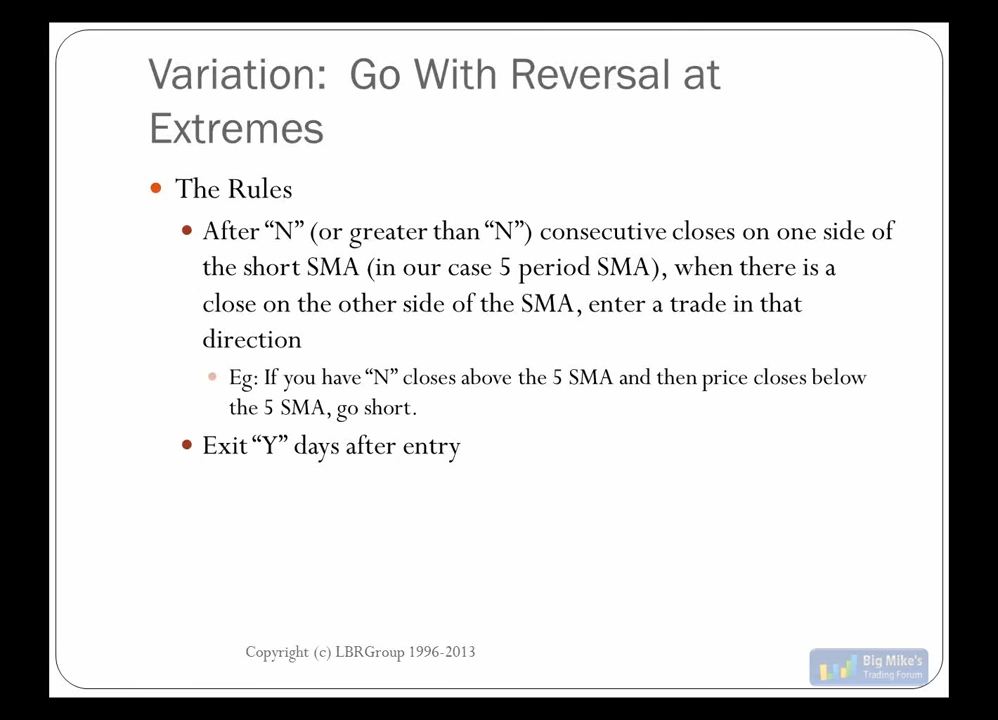 Variation:  Go With Reversal at
Extremes
The Rules
After “N” (or greater than “N”) consecutive closes on one side of
the short SMA (in our case 5 period SMA), when there is a
close on the other side of the SMA, enter a trade in that
direction
Eg: If you have “N” closes above the 5 SMA and then price closes below
the 5 SMA, go short.
Exit “Y” days after entry
Copyright (c) LBRGroup 1996-2013
Big Mike's
Trading Forum